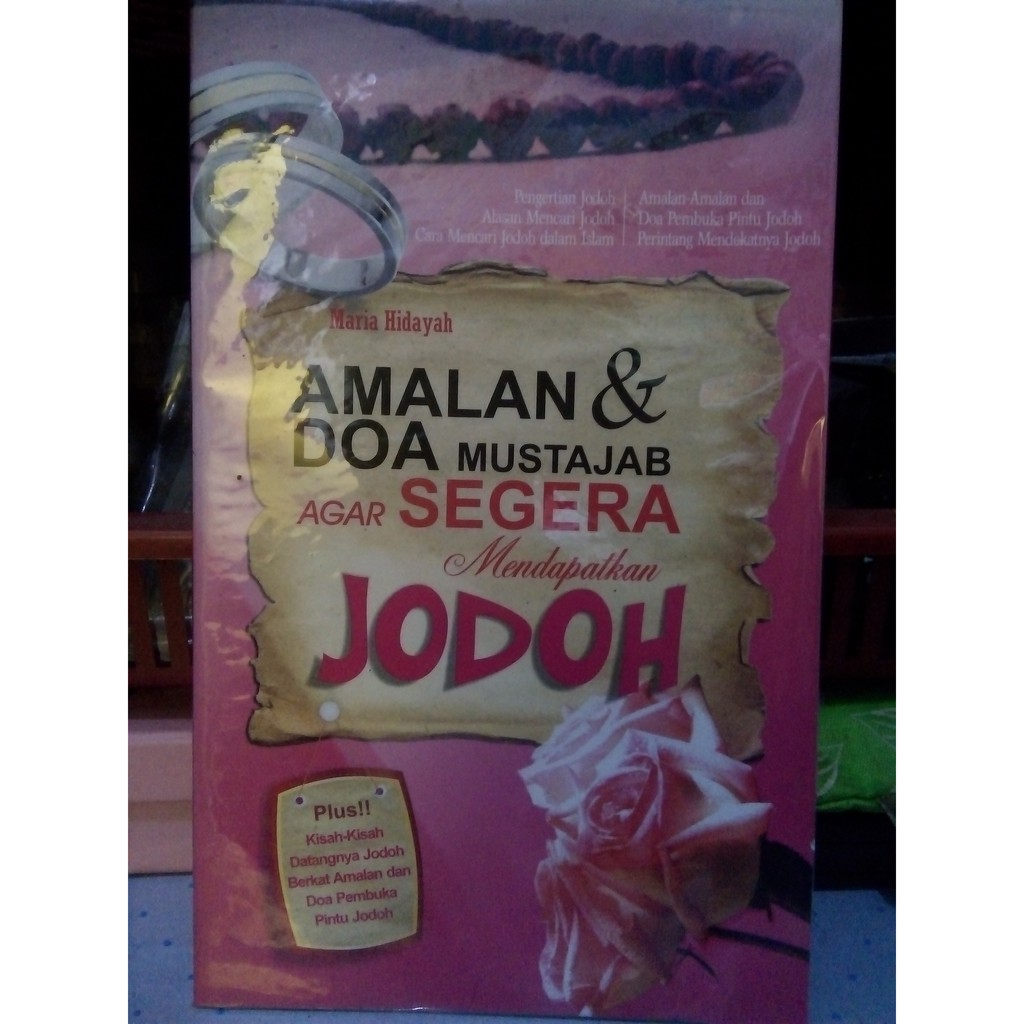 Pengertian Jodoh
Alasan Mencari Jodoh
Cara Mencari Jodoh dalam Islam
Amalan-Amalan dan
Doa Pembuka Pintu Jodoh
Perintang Mendekatnya Jodoh
Maria Hidayah
AMALAN &
DOA MUSTAJAB
AGAR SEGERA
Mendapatkan
JODOH
Plus!!
Kisah-Kisah
Datangnya Jodoh
Berkat Amalan dan
Doa Pembuka
Pintu Jodoh